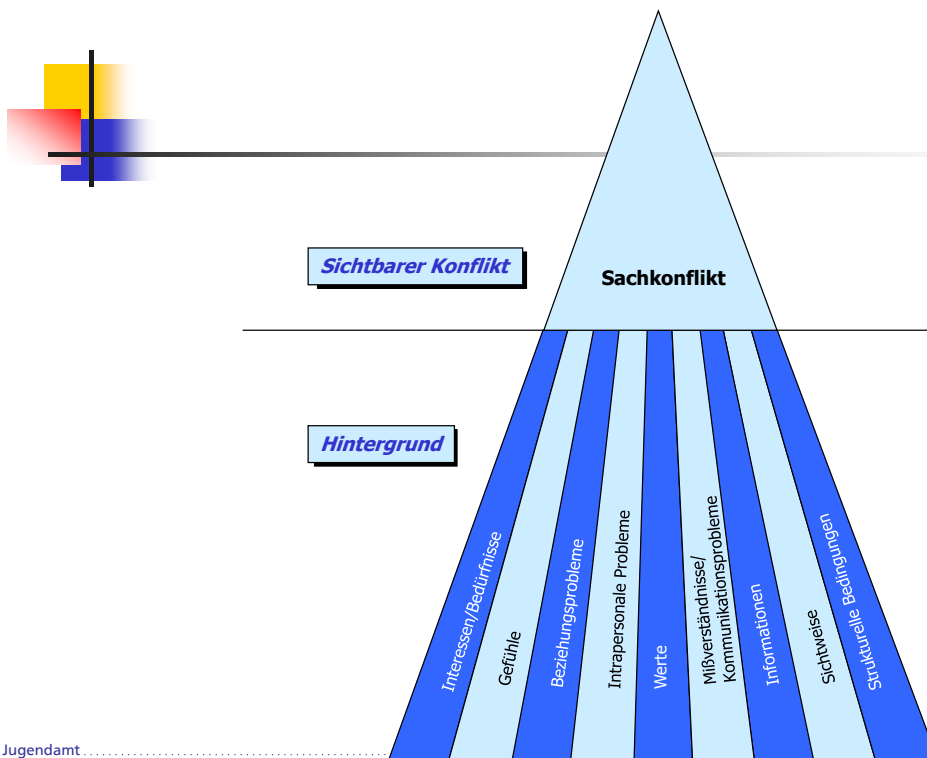 Sichtbarer Konflikt
Sachkonflikt
Hintergrund
Interessen/Bedürfnisse
Gefühle
Beziehungsprobleme
Intrapersonale Probleme
Werte
Mißverständnisse/
Kommunikationsprobleme
Informationen
Sichtweise
Strukturelle Bedingungen
Jugendamt